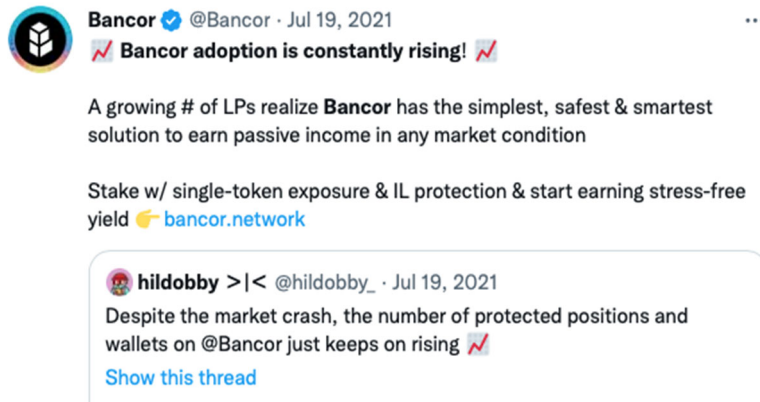 Bancor @Bancor · Jul 19, 2021
📈 Bancor adoption is constantly rising! 📈
A growing # of LPs realize Bancor has the simplest, safest & smartest
solution to earn passive income in any market condition
Stake w/ single-token exposure & IL protection & start earning stress-free
yield 👉 bancor.network
hildobby >|< @hildobby_ · Jul 19, 2021
Despite the market crash, the number of protected positions and
wallets on @Bancor just keeps on rising 📈
Show this thread